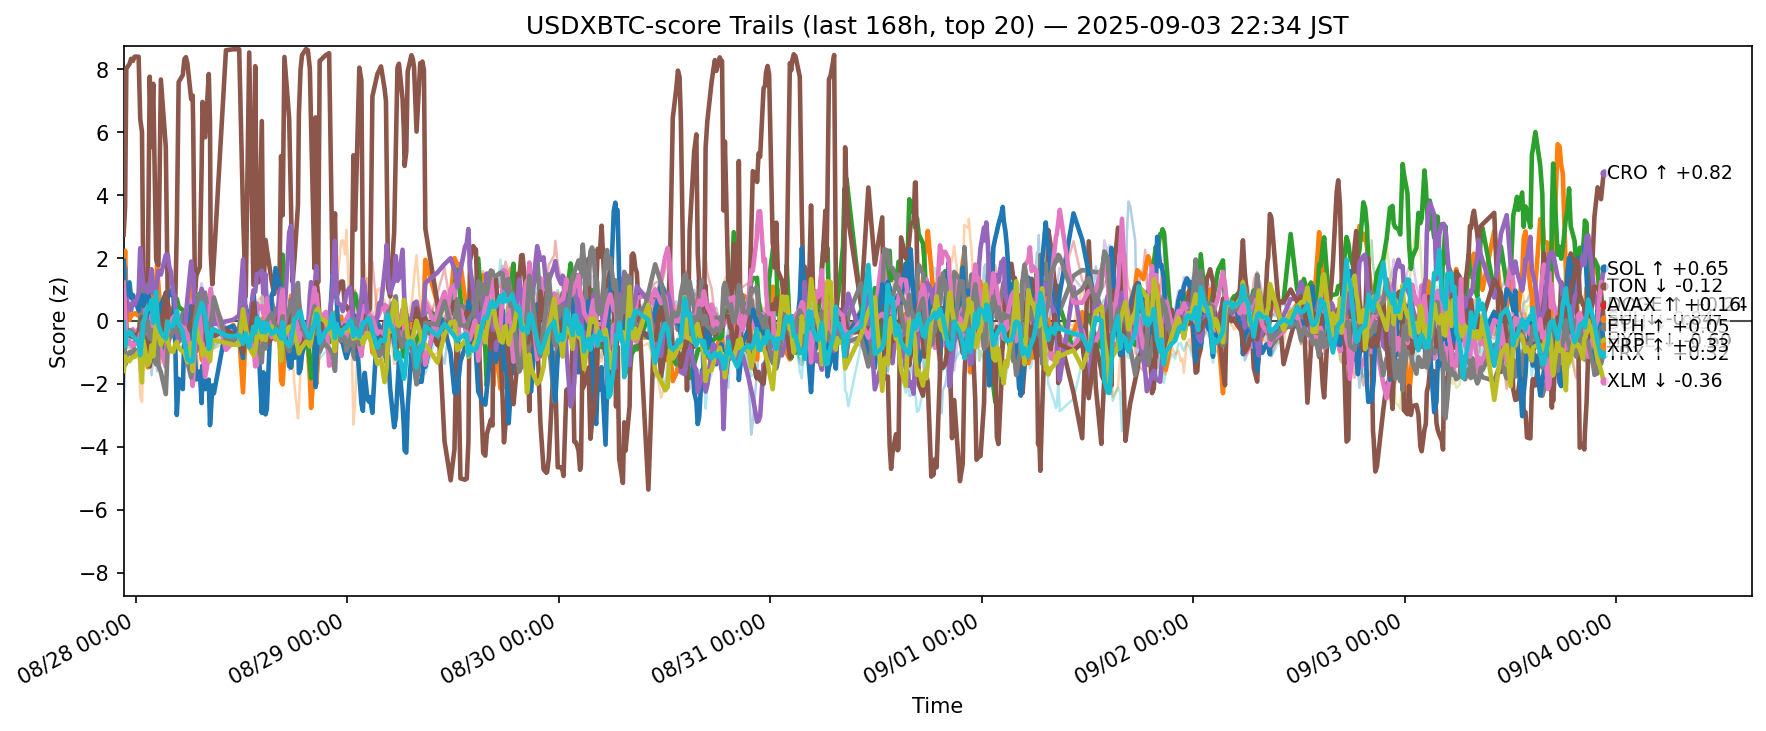 USDXBTC-score Trails (last 168h, top 20) — 2025-09-03 22:34 JST
Score (z)
8
6
4
2
0
−2
−4
−6
−8
CRO ↑ +0.82
SOL ↑ +0.65
TON ↓ -0.12
AVAX ↑ +0.16
ETH ↑ +0.05
XRP ↑ +0.32
XLM ↓ -0.36
08/28 00:00
08/29 00:00
08/30 00:00
08/31 00:00
09/01 00:00
09/02 00:00
09/03 00:00
09/04 00:00
Time